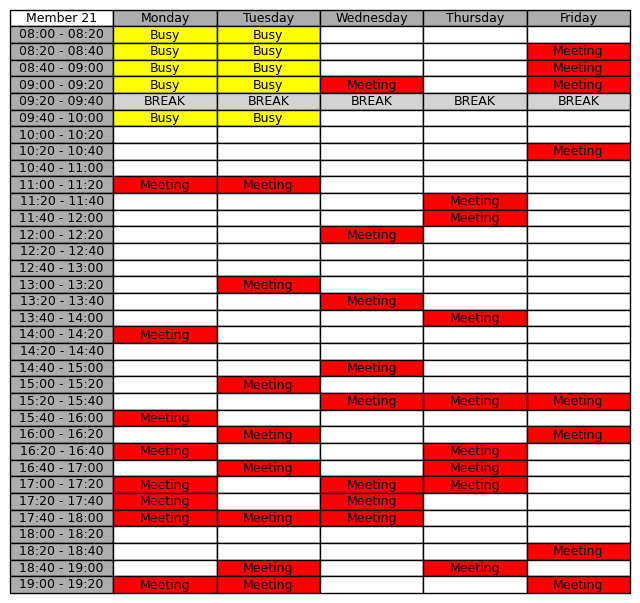 Member 21 Monday Tuesday Wednesday Thursday Friday
08:00 - 08:20 Busy Busy
08:20 - 08:40 Busy Busy Meeting
08:40 - 09:00 Busy Busy Meeting
09:00 - 09:20 Busy Busy Meeting Meeting
09:20 - 09:40 BREAK BREAK BREAK BREAK BREAK
09:40 - 10:00 Busy Busy
10:00 - 10:20
10:20 - 10:40 Meeting
10:40 - 11:00
11:00 - 11:20 Meeting Meeting
11:20 - 11:40 Meeting
11:40 - 12:00 Meeting
12:00 - 12:20 Meeting
12:20 - 12:40
12:40 - 13:00
13:00 - 13:20 Meeting
13:20 - 13:40 Meeting
13:40 - 14:00 Meeting
14:00 - 14:20 Meeting
14:20 - 14:40
14:40 - 15:00 Meeting
15:00 - 15:20 Meeting
15:20 - 15:40 Meeting Meeting Meeting
15:40 - 16:00 Meeting
16:00 - 16:20 Meeting Meeting
16:20 - 16:40 Meeting Meeting
16:40 - 17:00 Meeting Meeting
17:00 - 17:20 Meeting Meeting Meeting
17:20 - 17:40 Meeting Meeting
17:40 - 18:00 Meeting Meeting Meeting
18:00 - 18:20
18:20 - 18:40 Meeting
18:40 - 19:00 Meeting Meeting
19:00 - 19:20 Meeting Meeting Meeting